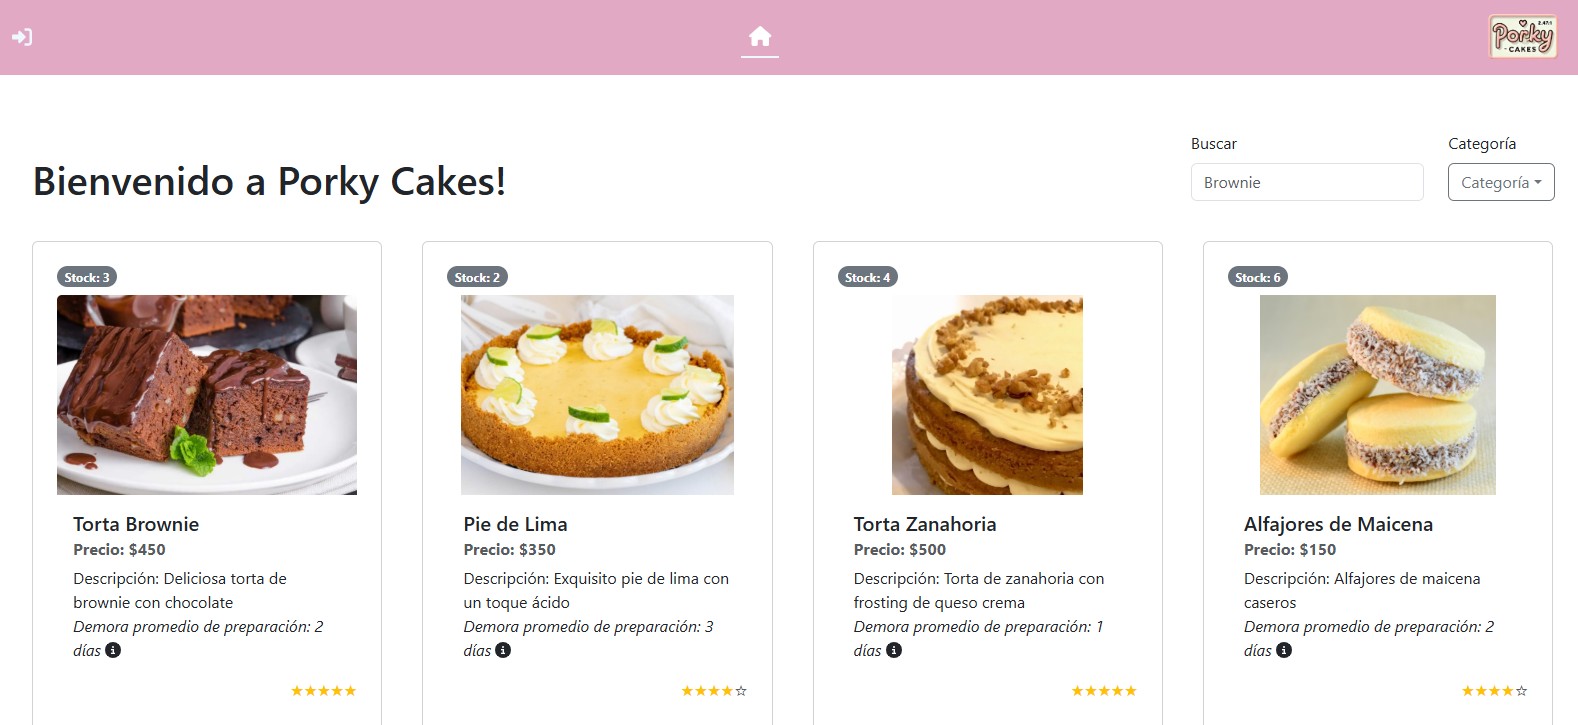 2.4761
Porky
- CAKES -
Buscar
Categoría
Bienvenido a Porky Cakes!
Brownie
Categoría
Stock: 3
Stock: 2
Stock: 4
Stock: 6
Torta Brownie
Precio: $450
Descripción: Deliciosa torta de
brownie con chocolate
Demora promedio de preparación: 2
días
Pie de Lima
Precio: $350
Descripción: Exquisito pie de lima con
un toque ácido
Demora promedio de preparación: 3
días
Torta Zanahoria
Precio: $500
Descripción: Torta de zanahoria con
frosting de queso crema
Demora promedio de preparación: 1
días
Alfajores de Maicena
Precio: $150
Descripción: Alfajores de maicena
caseros
Demora promedio de preparación: 2
días